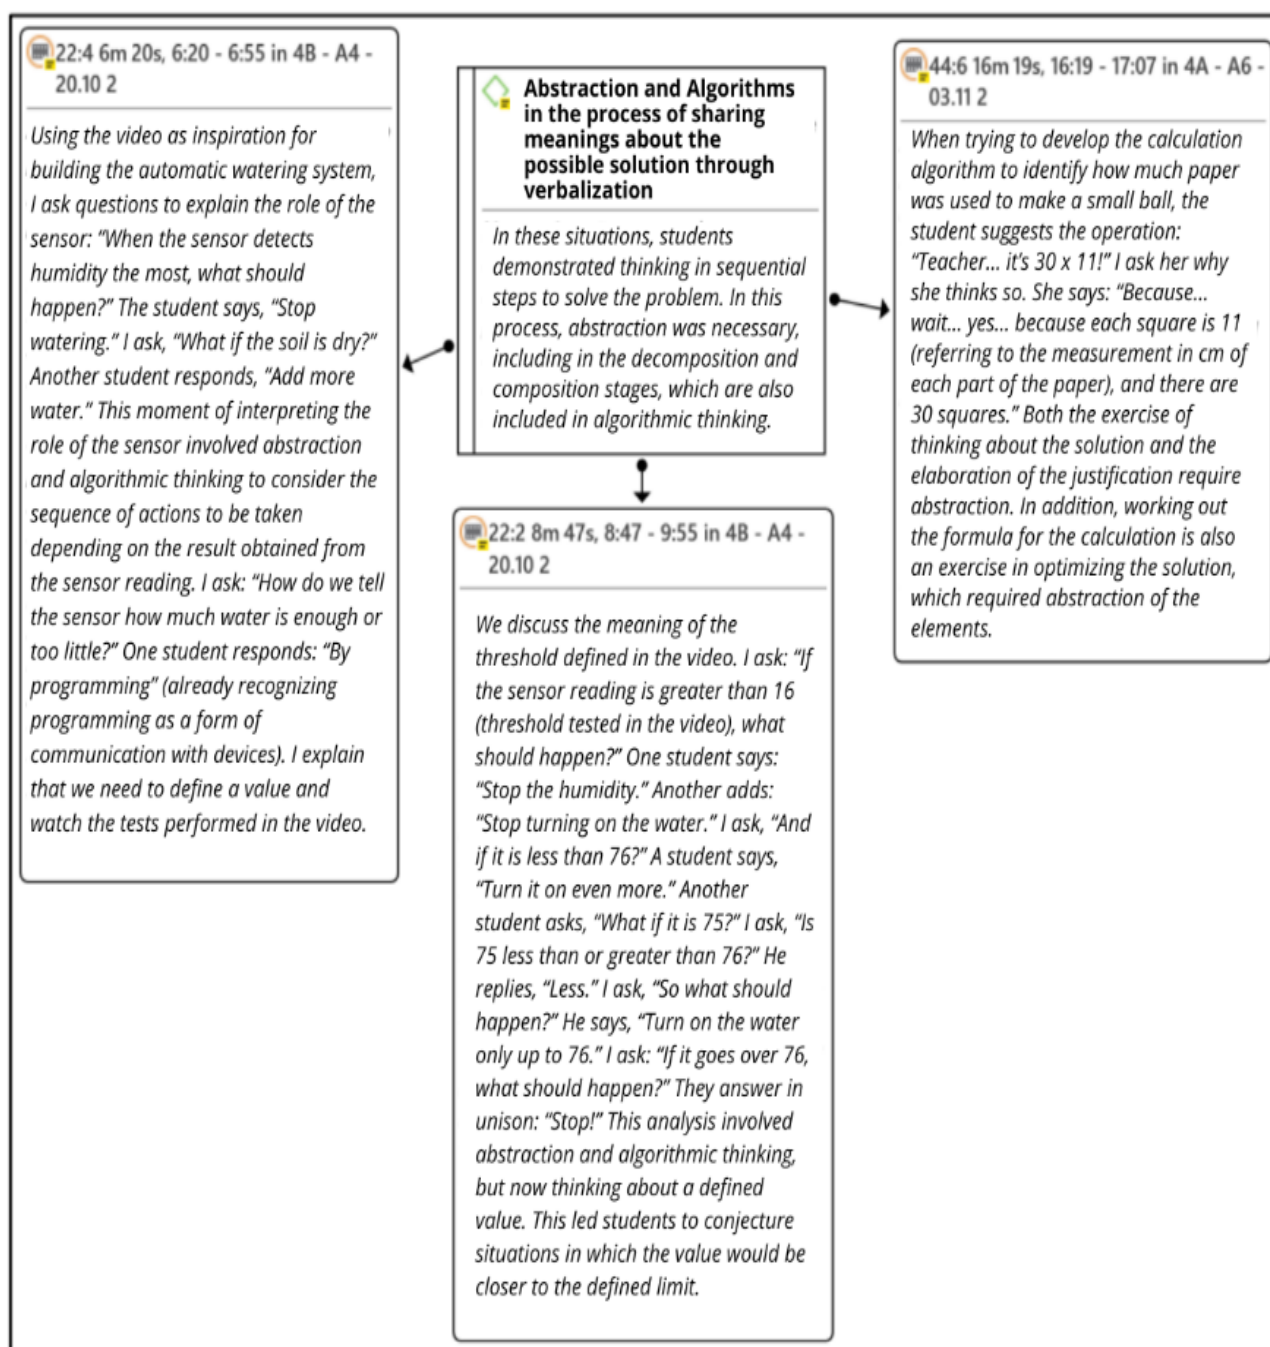 22:4 6m 20s, 6:20 - 6:55 in 4B - A4 -
20.10 2
Using the video as inspiration for
building the automatic watering system,
I ask questions to explain the role of the
sensor: “When the sensor detects
humidity the most, what should
happen?” The student says, “Stop
watering.” I ask, “What if the soil is dry?”
Another student responds, “Add more
water.” This moment of interpreting the
role of the sensor involved abstraction
and algorithmic thinking to consider the
sequence of actions to be taken
depending on the result obtained from
the sensor reading. I ask: “How do we tell
the sensor how much water is enough or
too little?” One student responds: “By
programming” (already recognizing
programming as a form of
communication with devices). I explain
that we need to define a value and
watch the tests performed in the video.
Abstraction and Algorithms
in the process of sharing
meanings about the
possible solution through
verbalization
In these situations, students
demonstrated thinking in sequential
steps to solve the problem. In this
process, abstraction was necessary,
including in the decomposition and
composition stages, which are also
included in algorithmic thinking.
22:2 8m 47s, 8:47 - 9:55 in 4B - A4 -
20.10 2
We discuss the meaning of the
threshold defined in the video. I ask: “If
the sensor reading is greater than 16
(threshold tested in the video), what
should happen?” One student says:
“Stop the humidity.” Another adds:
“Stop turning on the water.” I ask, “And
if it is less than 76?” A student says,
“Turn it on even more.” Another
student asks, “What if it is 75?” I ask, “Is
75 less than or greater than 76?” He
replies, “Less.” I ask, “So what should
happen?” He says, “Turn on the water
only up to 76.” I ask: “If it goes over 76,
what should happen?” They answer in
unison: “Stop!” This analysis involved
abstraction and algorithmic thinking,
but now thinking about a defined
value. This led students to conjecture
situations in which the value would be
closer to the defined limit.
44:6 16m 19s, 16:19 - 17:07 in 4A - A6 -
03.11 2
When trying to develop the calculation
algorithm to identify how much paper
was used to make a small ball, the
student suggests the operation:
“Teacher... it’s 30 x 11!” I ask her why
she thinks so. She says: “Because...
wait... yes... because each square is 11
(referring to the measurement in cm of
each part of the paper), and there are
30 squares.” Both the exercise of
thinking about the solution and the
elaboration of the justification require
abstraction. In addition, working out
the formula for the calculation is also
an exercise in optimizing the solution,
which required abstraction of the
elements.